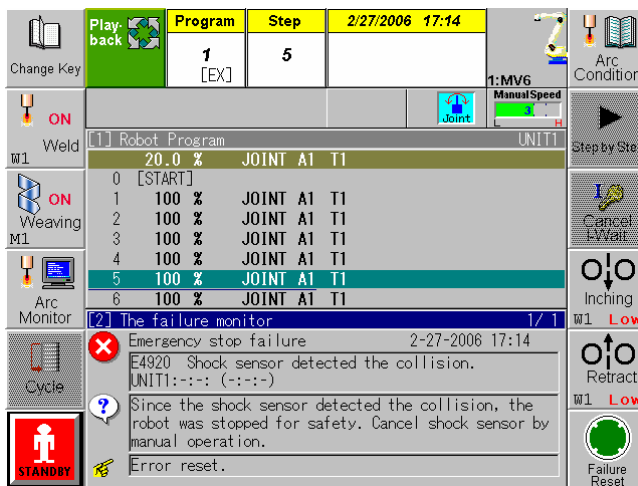 Change Key
Play-
back
Program
1
[EX]
Step
5
2/27/2006 17:14
1:MV6
Arc
Condition
ON
Weld
W1
Joint
Manual Speed
3
L H
Step by Ste
[1] Robot Program UNIT1
20.0 % JOINT A1 T1
0 [START]
1 100 % JOINT A1 T1
2 100 % JOINT A1 T1
3 100 % JOINT A1 T1
4 100 % JOINT A1 T1
5 100 % JOINT A1 T1
6 100 % JOINT A1 T1
ON
Weaving
M1
I
Cancel
I-Wait
Arc
Monitor
Inching
W1 Low
[2] The failure monitor 1/ 1
Emergency stop failure 2-27-2006 17:14
E4920 Shock sensor detected the collision.
UNIT1:-:-: (-:-:-)
Cycle
Retract
W1 Low
Since the shock sensor detected the collision, the
robot was stopped for safety. Cancel shock sensor by
manual operation.
Error reset.
STANDBY
Failure
Reset